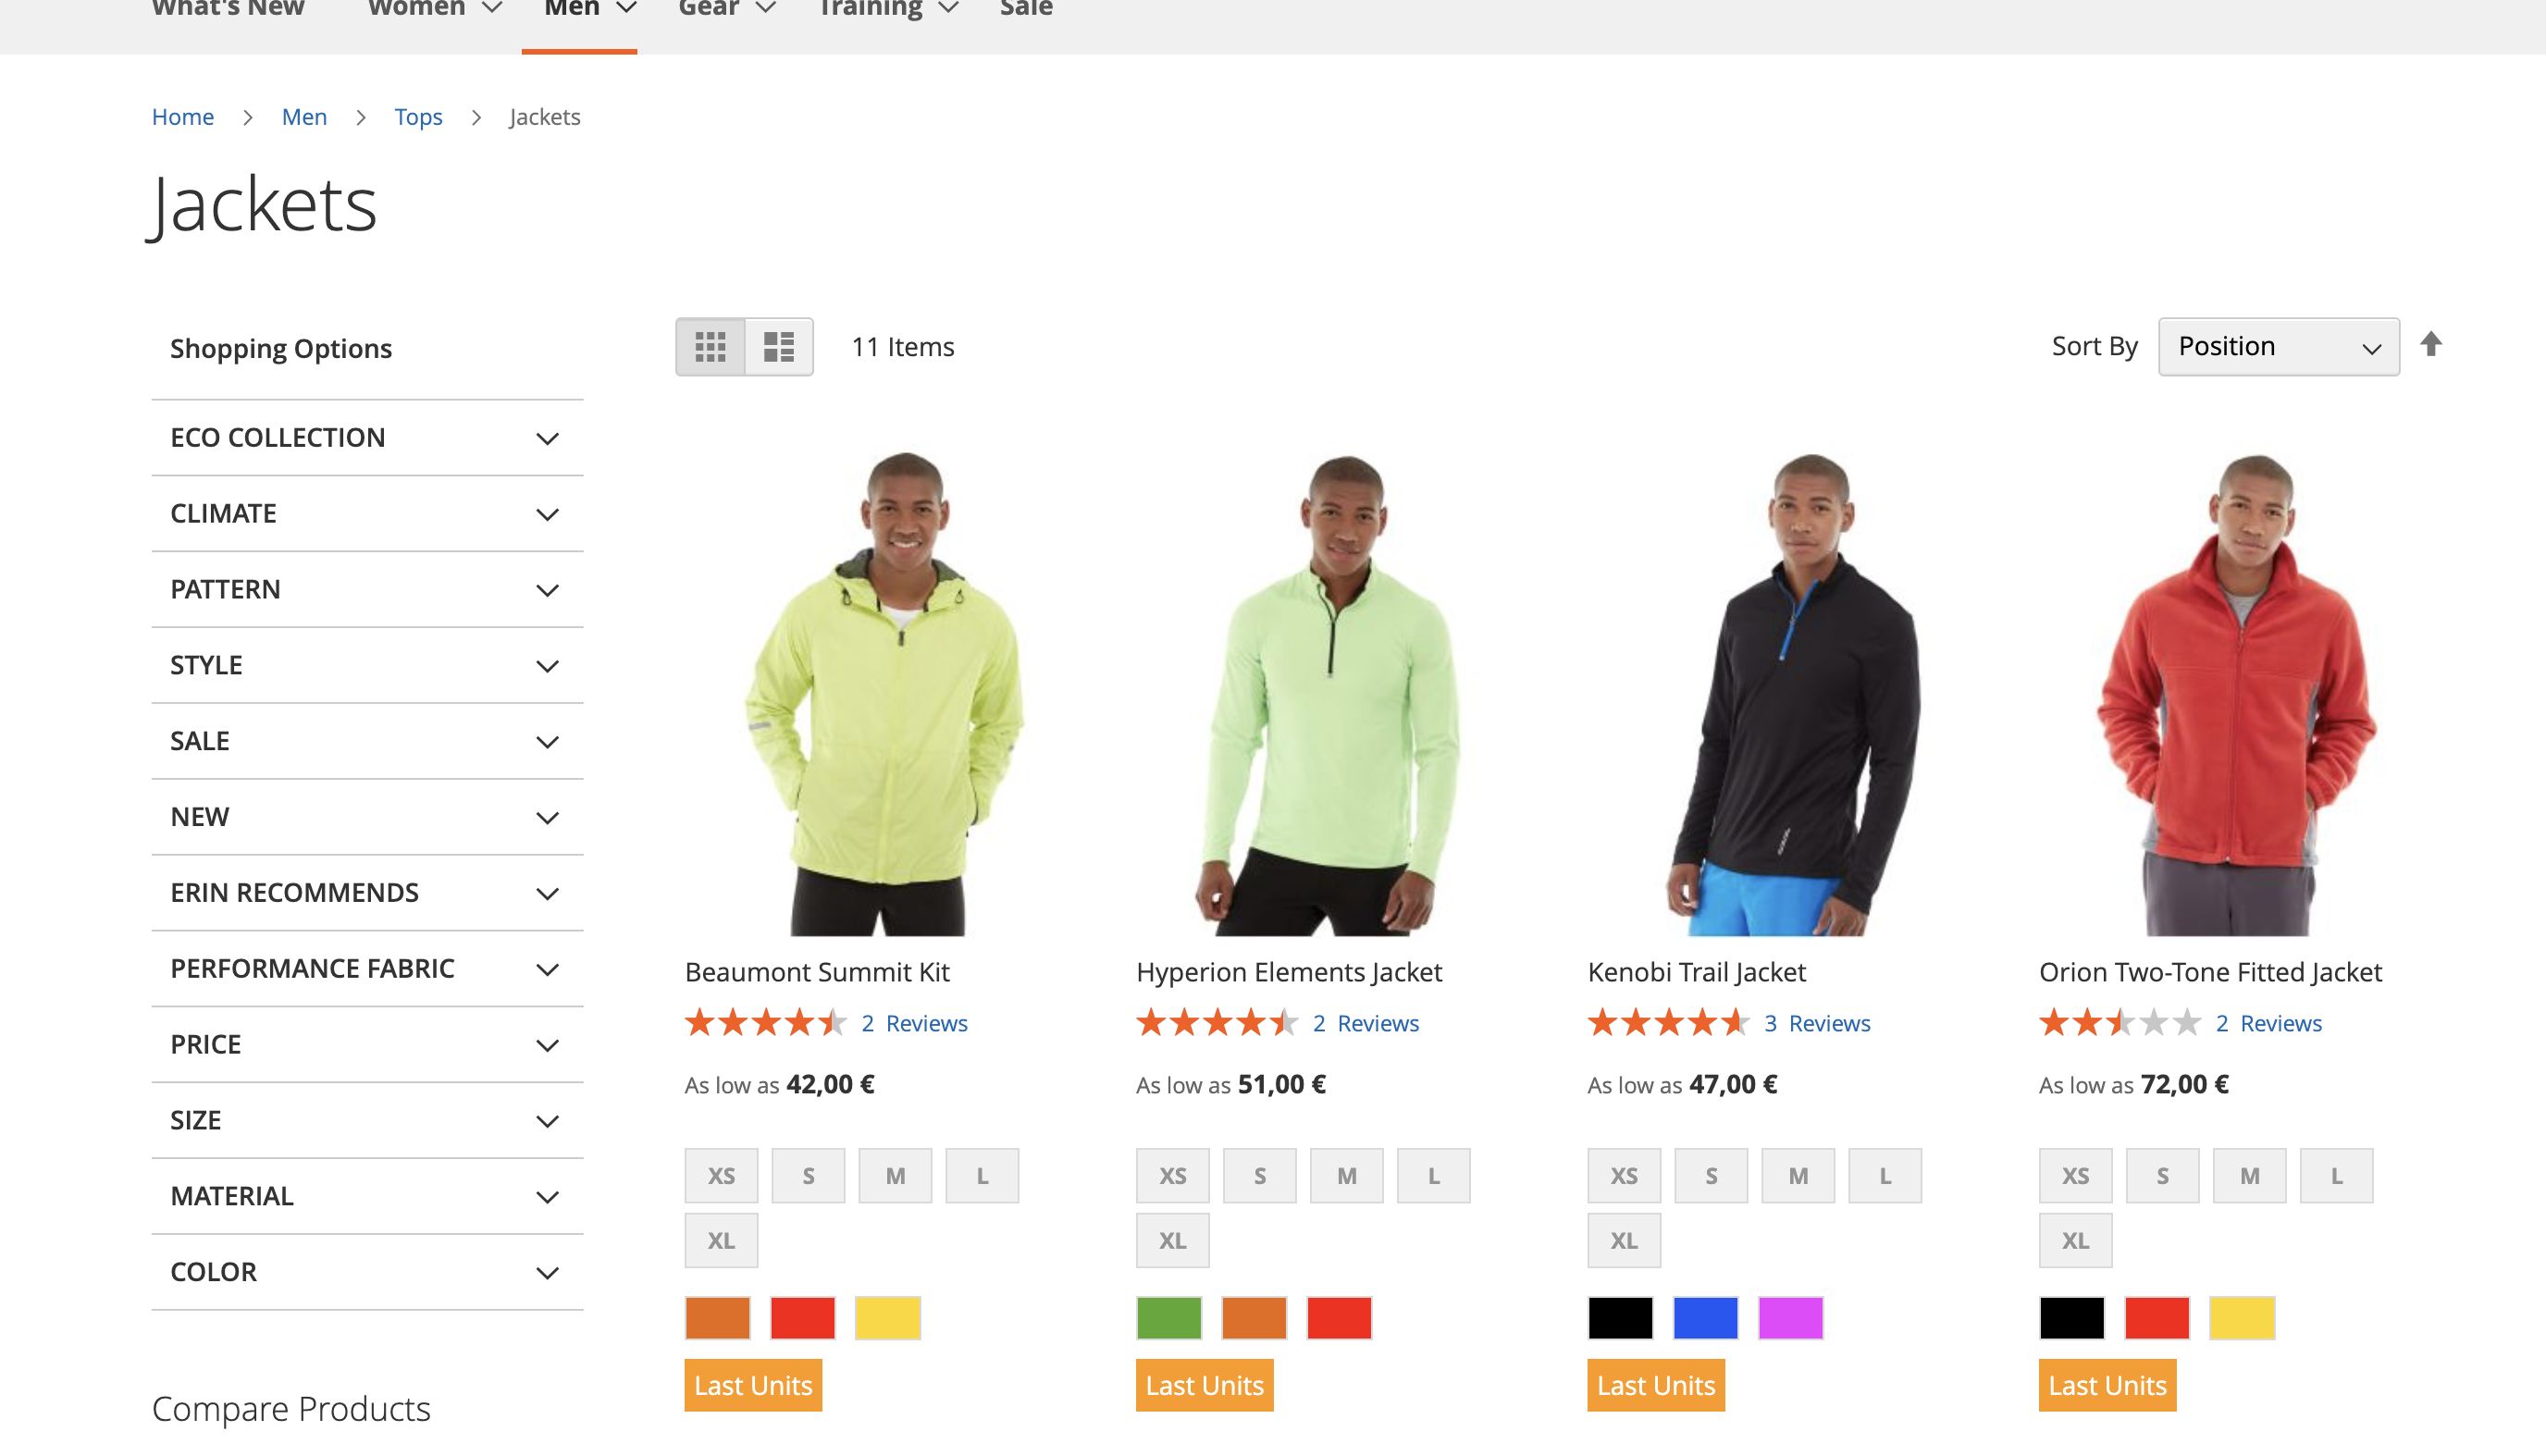 What's New Women Men Gear Training Sale
Home > Men > Tops > Jackets
Jackets
Shopping Options
ECO COLLECTION
CLIMATE
PATTERN
STYLE
SALE
NEW
ERIN RECOMMENDS
PERFORMANCE FABRIC
PRICE
SIZE
MATERIAL
COLOR
Compare Products
11 Items
Sort By Position
Beaumont Summit Kit
2 Reviews
As low as 42,00 €
XS S M L
XL
Last Units
Hyperion Elements Jacket
2 Reviews
As low as 51,00 €
XS S M L
XL
Last Units
Kenobi Trail Jacket
3 Reviews
As low as 47,00 €
XS S M L
XL
Last Units
Orion Two-Tone Fitted Jacket
2 Reviews
As low as 72,00 €
XS S M L
XL
Last Units